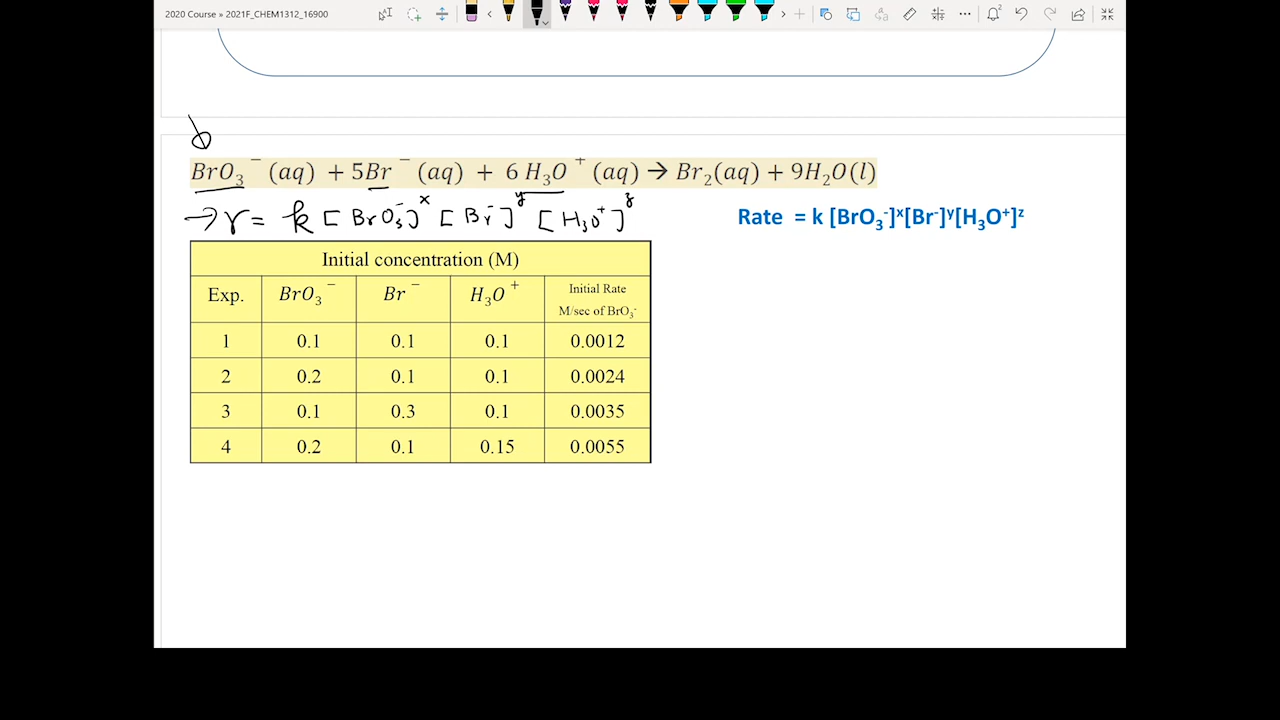 2020 Course » 2021F_CHEM1312_16900
BrO₃⁻ (aq) + 5Br⁻ (aq) + 6 H₃O⁺ (aq) → Br₂(aq) + 9H₂O(l)
→ r = k [BrO₃⁻]ˣ [Br⁻]ʸ [H₃O⁺]ᶻ
Rate = k [BrO₃⁻]ˣ[Br⁻]ʸ[H₃O⁺]ᶻ
Initial concentration (M)
Exp. BrO₃⁻ Br⁻ H₃O⁺ Initial Rate
M/sec of BrO₃⁻
1 0.1 0.1 0.1 0.0012
2 0.2 0.1 0.1 0.0024
3 0.1 0.3 0.1 0.0035
4 0.2 0.1 0.15 0.0055